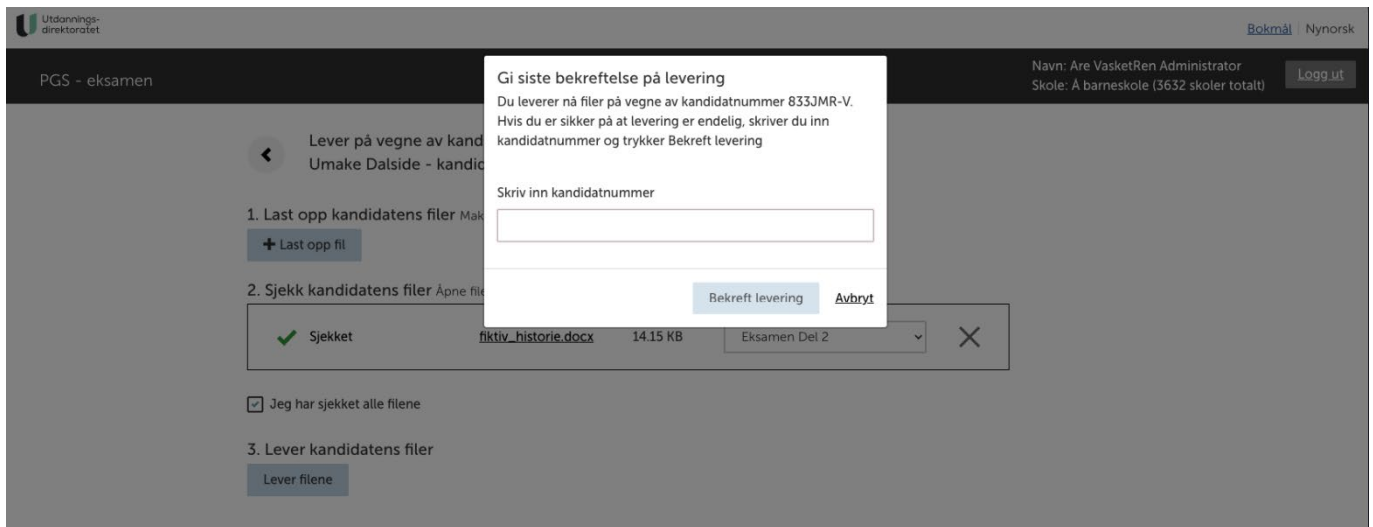 Utdannings-
direktoratet
Bokmål Nynorsk
PGS - eksamen
Navn: Are VasketRen Administrator
Skole: Å barneskole (3632 skoler totalt)
Logg ut
Gi siste bekreftelse på levering
Du leverer nå filer på vegne av kandidatnummer 833JMR-V.
Hvis du er sikker på at levering er endelig, skriver du inn
kandidatnummer og trykker Bekreft levering
Skriv inn kandidatnummer
Bekreft levering Avbryt
Lever på vegne av kand
Umake Dalside - kandid
1. Last opp kandidatens filer Mak
+ Last opp fil
2. Sjekk kandidatens filer Åpne file
Sjekket fiktiv_historie.docx 14.15 KB Eksamen Del 2
Jeg har sjekket alle filene
3. Lever kandidatens filer
Lever filene